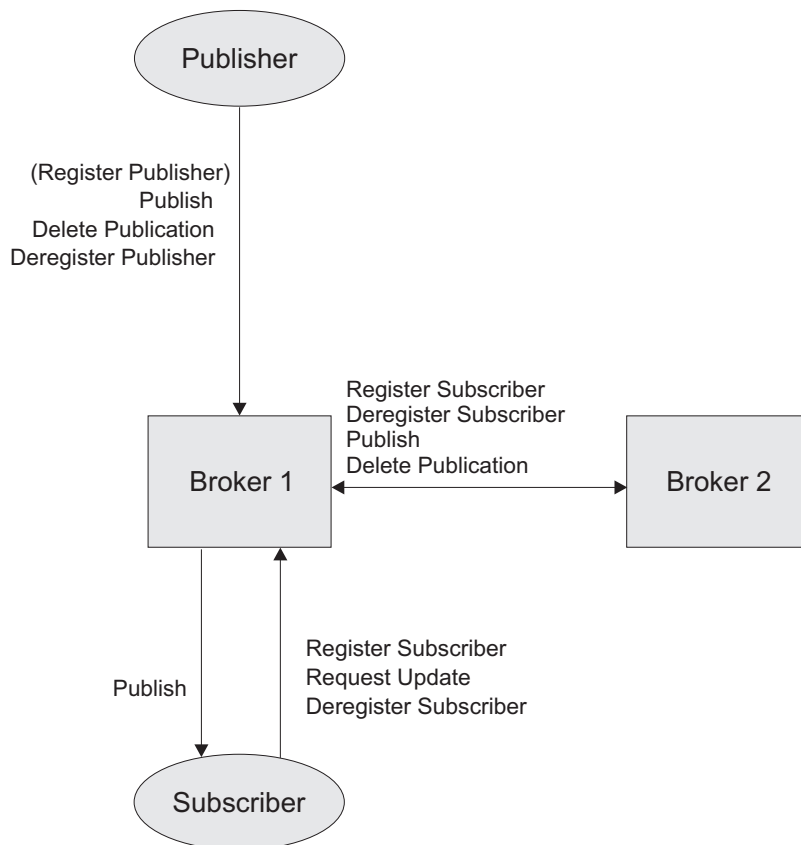 Publisher
(Register Publisher)
Publish
Delete Publication
Deregister Publisher
Register Subscriber
Deregister Subscriber
Publish
Delete Publication
Broker 1
Broker 2
Publish
Register Subscriber
Request Update
Deregister Subscriber
Subscriber